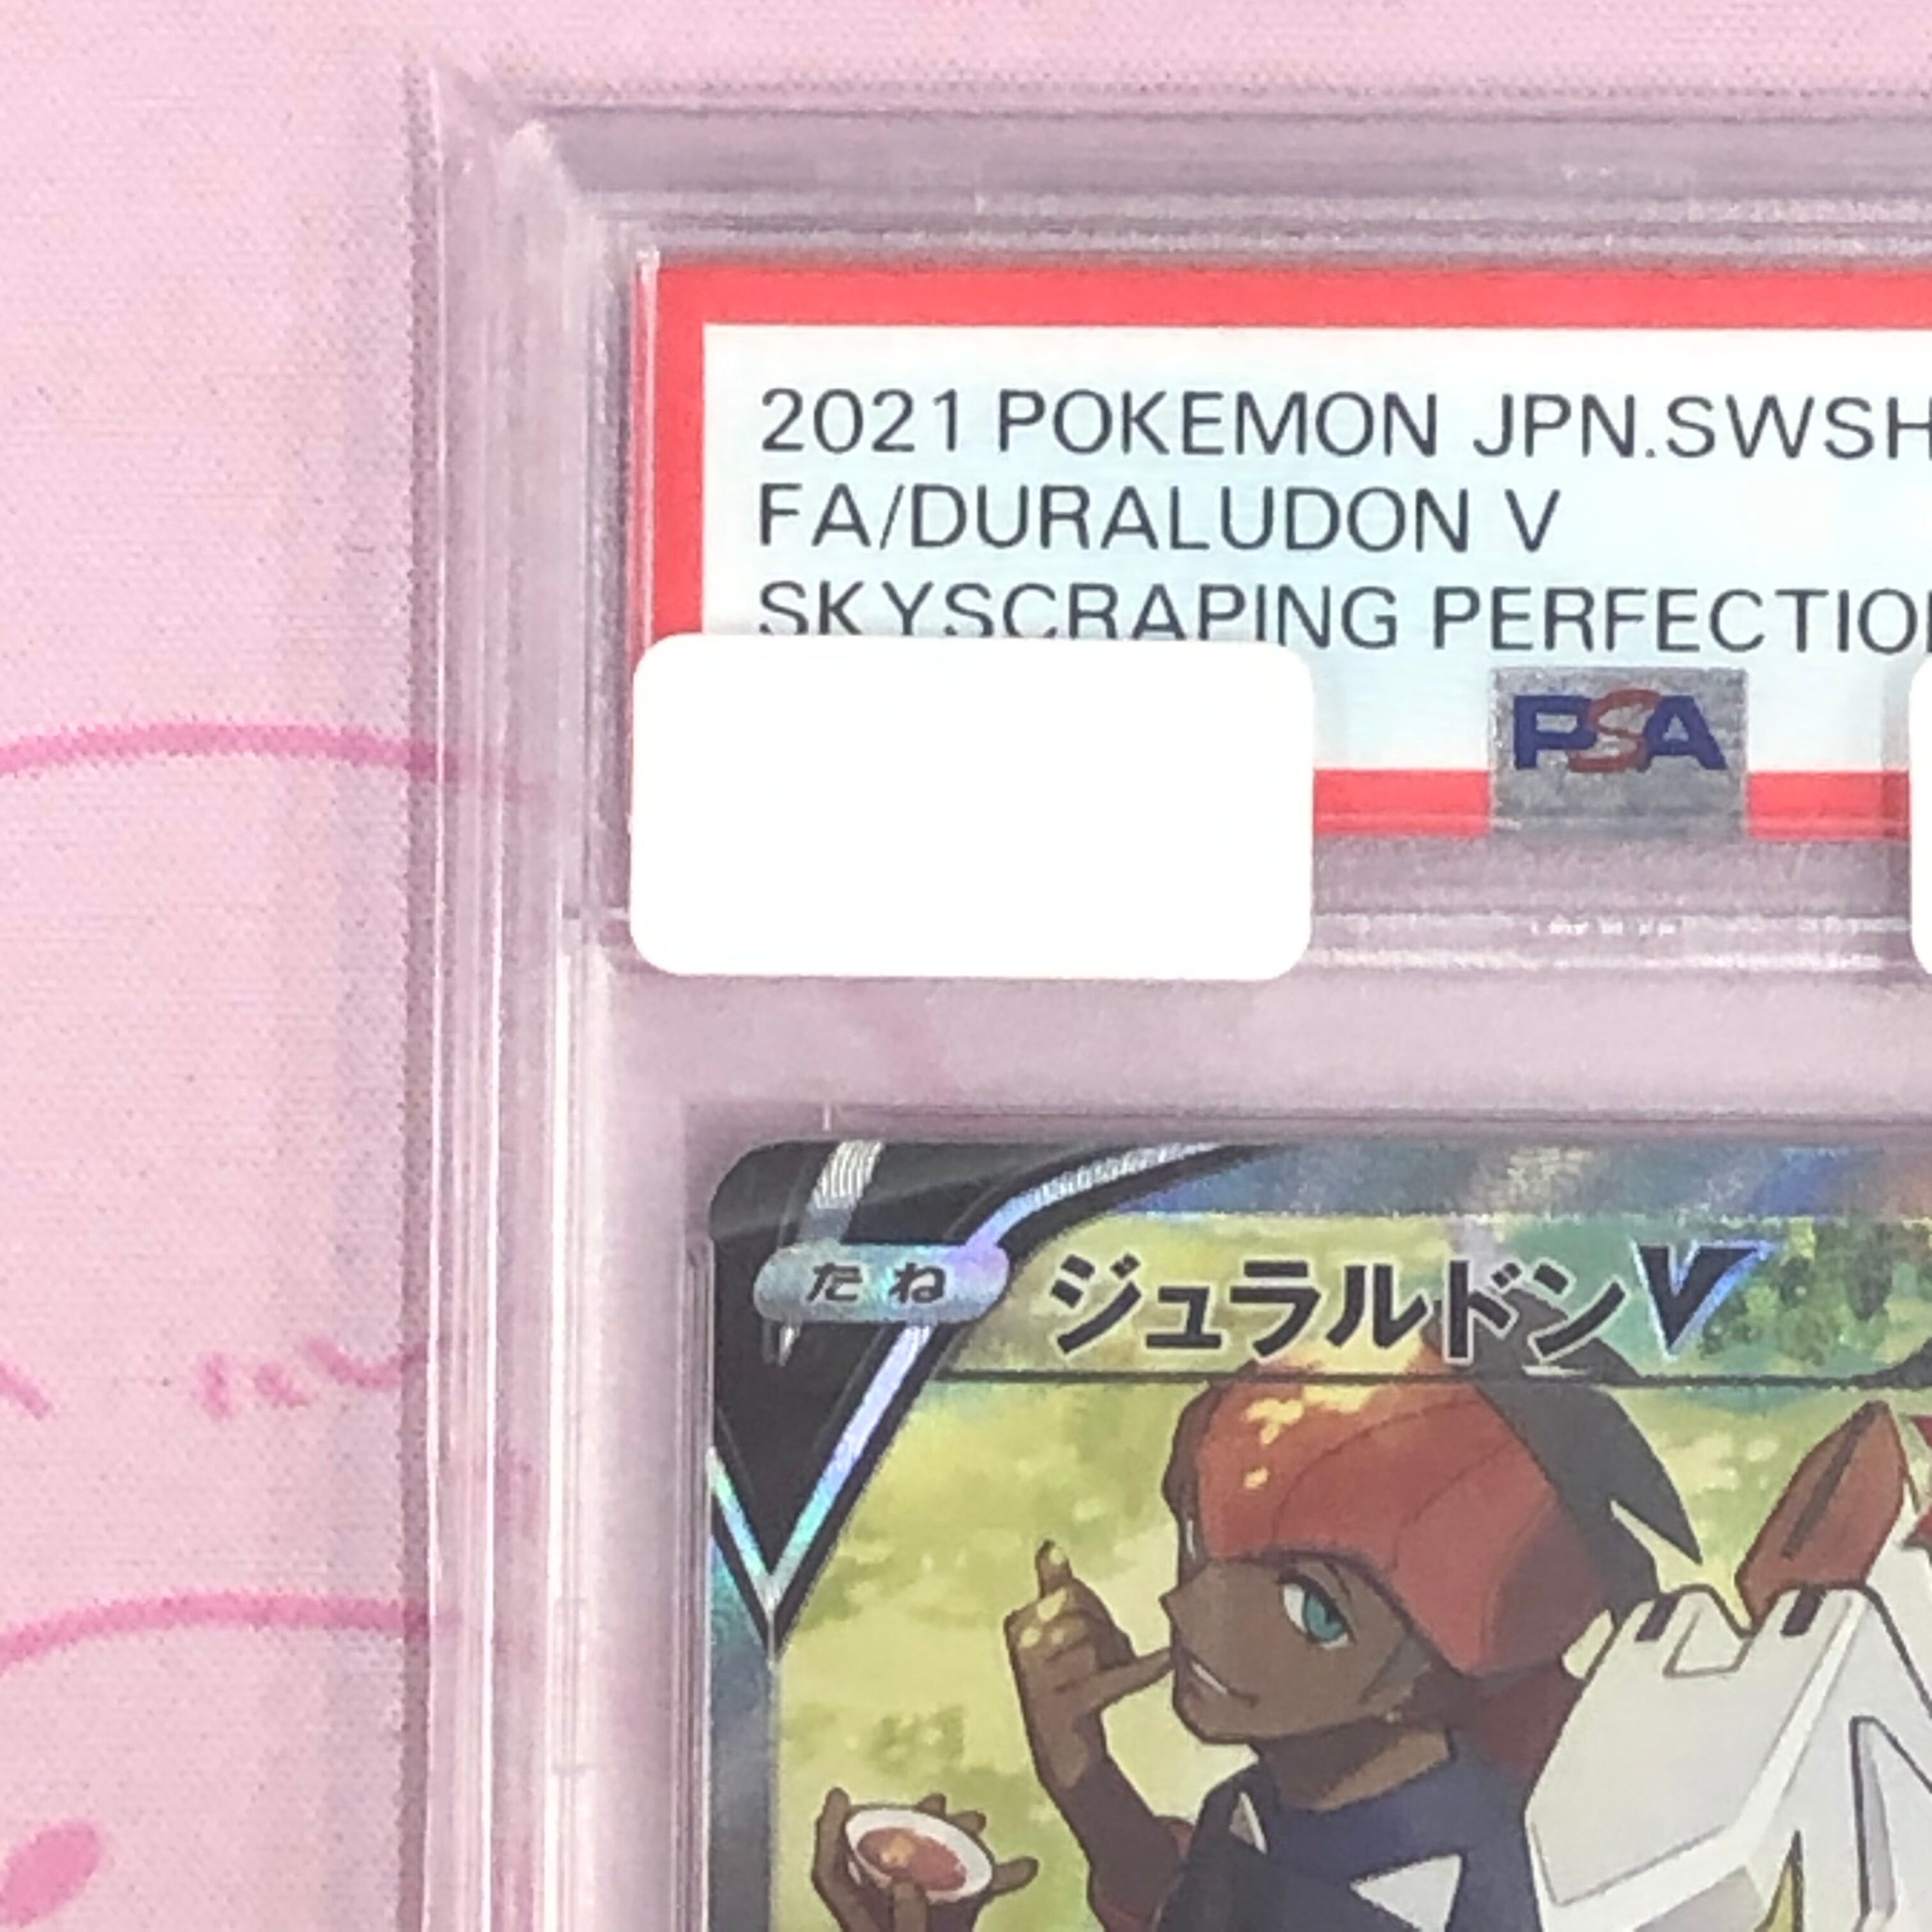 2021 POKEMON JPN.SWSH
FA/DURALUDON V
SKYSCRAPING PERFECTIO
PSA
たね
ジュラルドンV